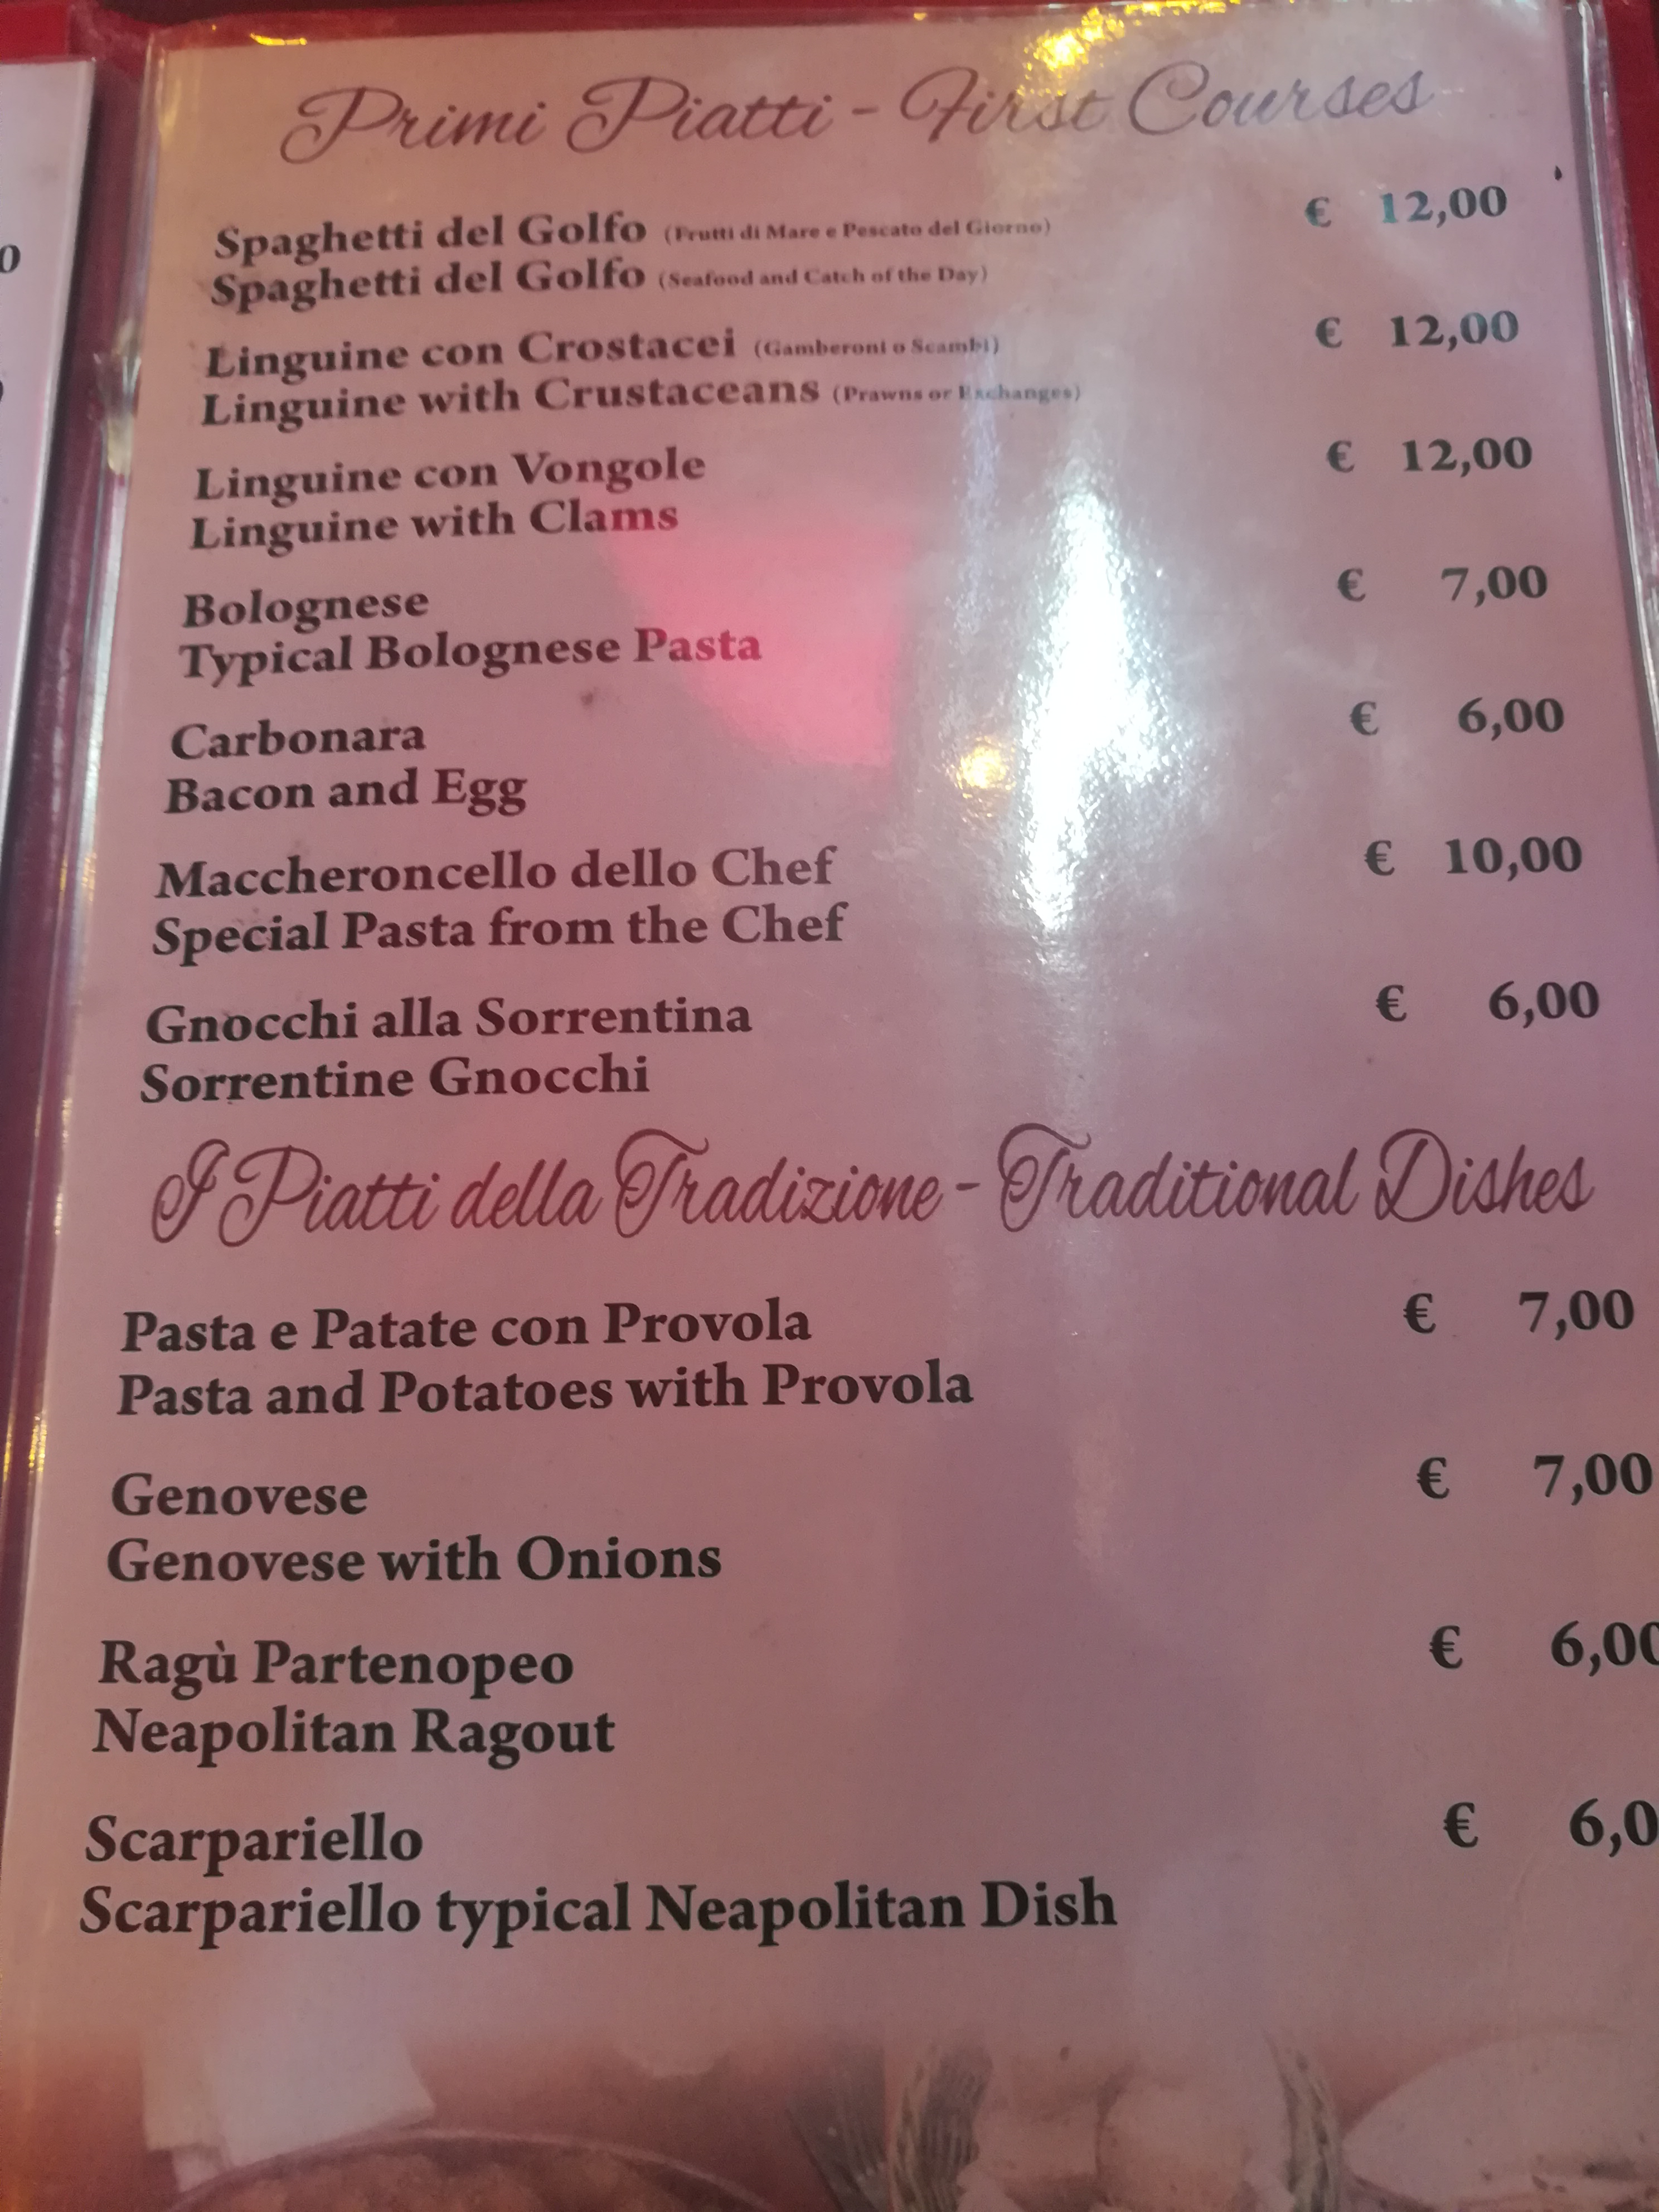 Primi Piatti - First Courses
Spaghetti del Golfo (Frutti di Mare e Pescato del Giorno) € 12,00
Spaghetti del Golfo (Seafood and Catch of the Day)
Linguine con Crostacei (Gamberoni o Scambi) € 12,00
Linguine with Crustaceans (Prawns or Exchanges)
Linguine con Vongole € 12,00
Linguine with Clams
Bolognese € 7,00
Typical Bolognese Pasta
Carbonara € 6,00
Bacon and Egg
Maccheroncello dello Chef € 10,00
Special Pasta from the Chef
Gnocchi alla Sorrentina € 6,00
Sorrentine Gnocchi
I Piatti della Tradizione - Traditional Dishes
Pasta e Patate con Provola € 7,00
Pasta and Potatoes with Provola
Genovese € 7,00
Genovese with Onions
Ragù Partenopeo € 6,00
Neapolitan Ragout
Scarpariello € 6,0
Scarpariello typical Neapolitan Dish